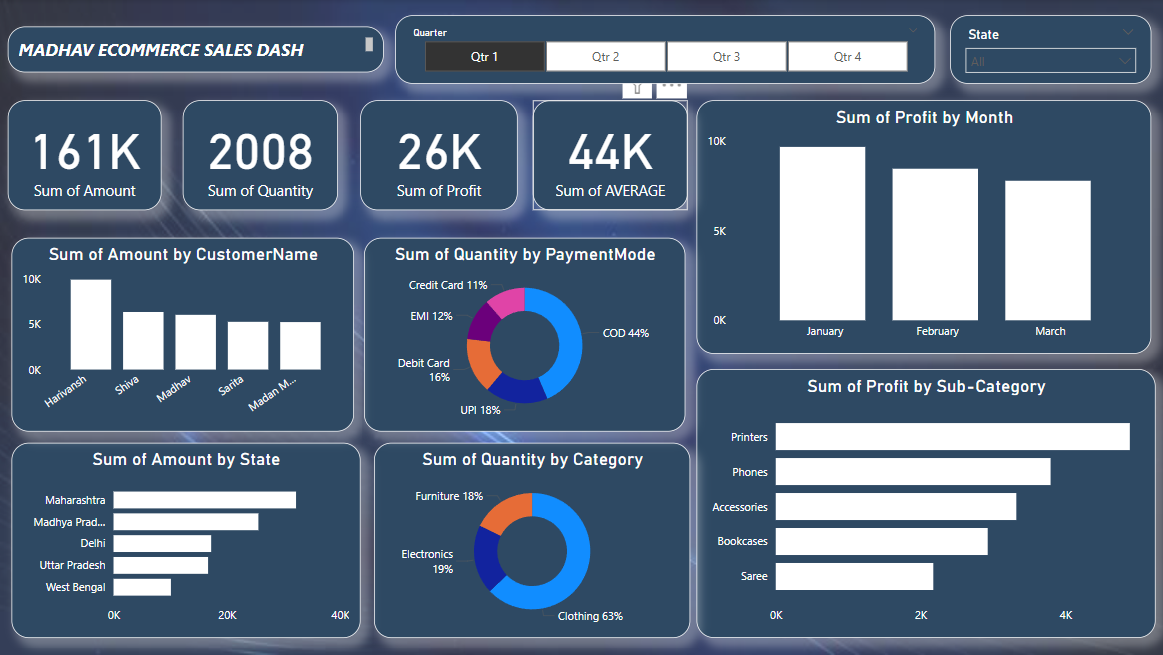 MADHAV ECOMMERCE SALES DASH
Quarter
Qtr 1
Qtr 2
Qtr 3
Qtr 4
State
All
161K
Sum of Amount
2008
Sum of Quantity
26K
Sum of Profit
44K
Sum of AVERAGE
Sum of Profit by Month
10K
5K
0K
January
February
March
Sum of Amount by CustomerName
10K
5K
0K
Harivansh
Shiva
Madhav
Sarita
Madan M...
Sum of Quantity by PaymentMode
Credit Card 11%
EMI 12%
Debit Card
16%
UPI 18%
COD 44%
Sum of Profit by Sub-Category
Printers
Phones
Accessories
Bookcases
Saree
0K
2K
4K
Sum of Amount by State
Maharashtra
Madhya Prad...
Delhi
Uttar Pradesh
West Bengal
0K
20K
40K
Sum of Quantity by Category
Furniture 18%
Electronics
19%
Clothing 63%